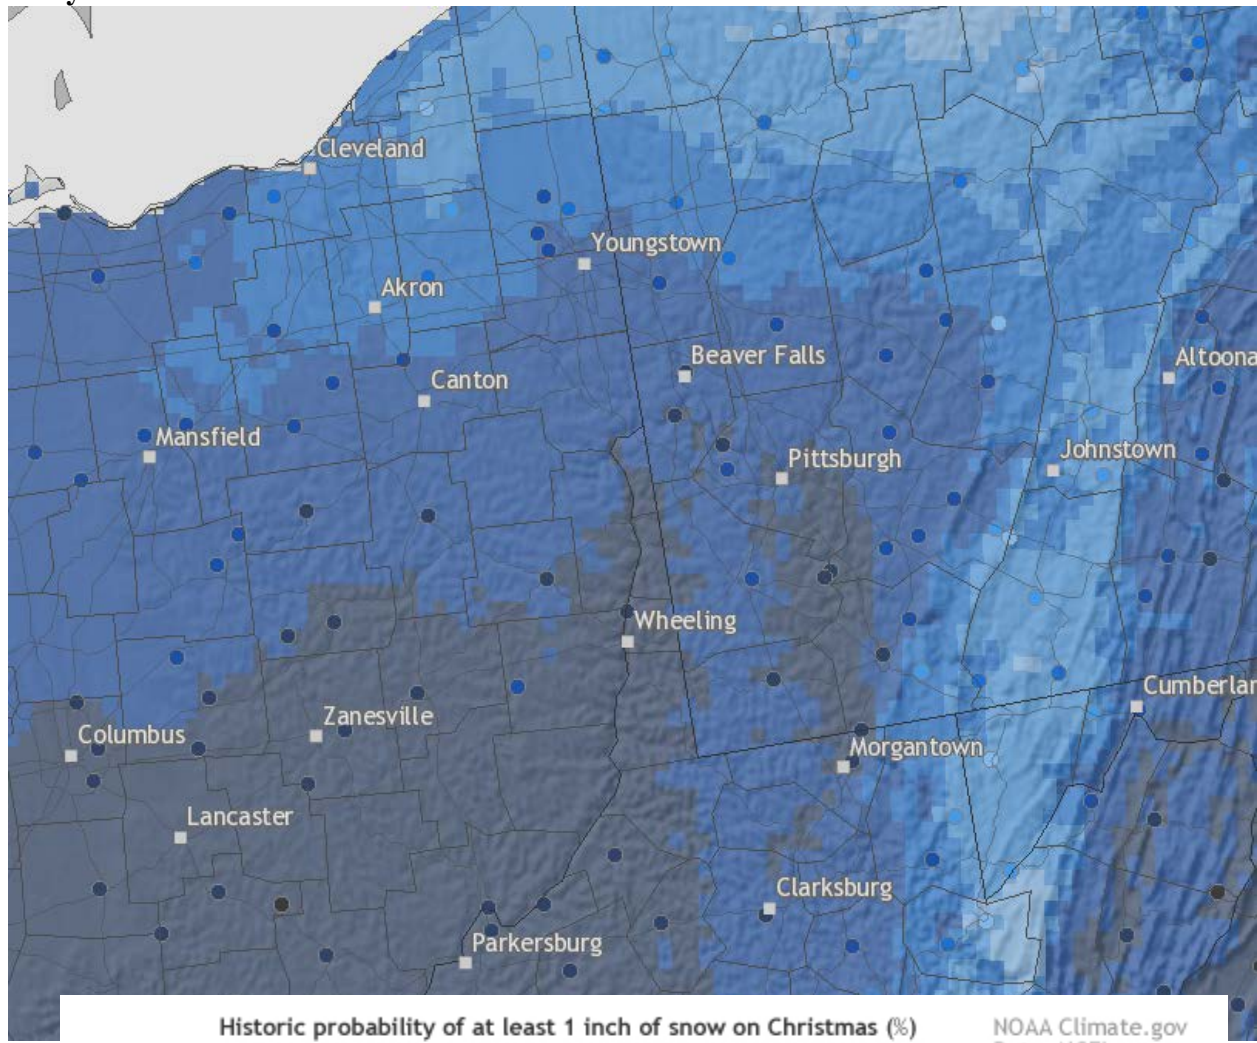 Cleveland
Youngstown
Akron
Beaver Falls
Altoona
Canton
Mansfield
Johnstown
Pittsburgh
Wheeling
Cumberlar
Zanesville
Columbus
Morgantown
Lancaster
Clarksburg
Parkersburg
Historic probability of at least 1 inch of snow on Christmas (%)
NOAA Climate.gov